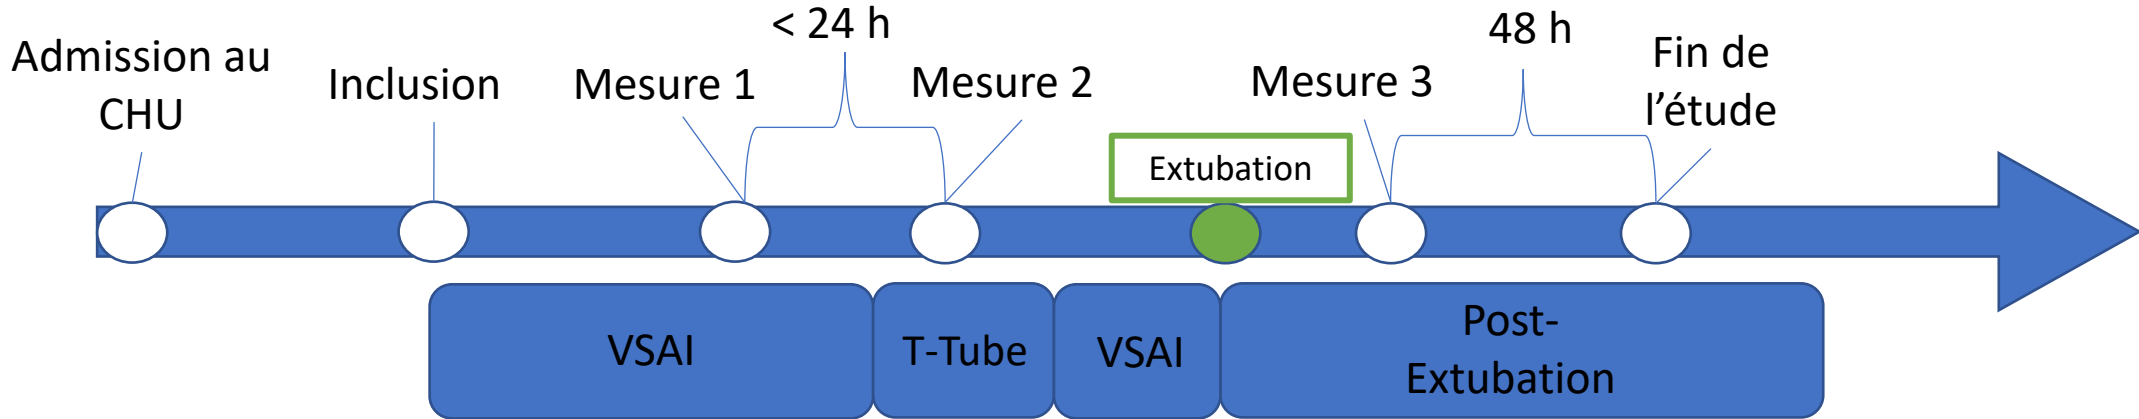 Admission au
CHU
Inclusion
Mesure 1
< 24 h
Mesure 2
Extubation
Mesure 3
48 h
Fin de
l’étude
VSAI
T-Tube
VSAI
Post-
Extubation